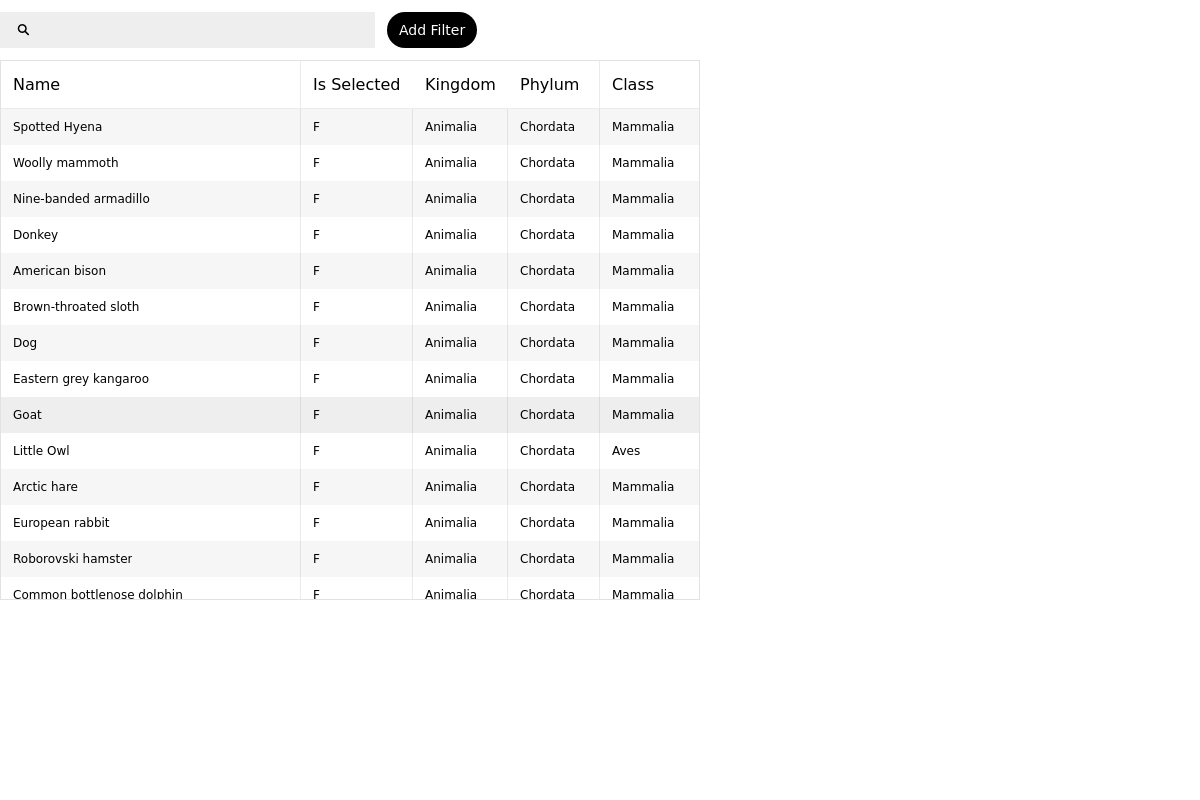 Add Filter
Name Is Selected Kingdom Phylum Class
Spotted Hyena F Animalia Chordata Mammalia
Woolly mammoth F Animalia Chordata Mammalia
Nine-banded armadillo F Animalia Chordata Mammalia
Donkey F Animalia Chordata Mammalia
American bison F Animalia Chordata Mammalia
Brown-throated sloth F Animalia Chordata Mammalia
Dog F Animalia Chordata Mammalia
Eastern grey kangaroo F Animalia Chordata Mammalia
Goat F Animalia Chordata Mammalia
Little Owl F Animalia Chordata Aves
Arctic hare F Animalia Chordata Mammalia
European rabbit F Animalia Chordata Mammalia
Roborovski hamster F Animalia Chordata Mammalia
Common bottlenose dolphin F Animalia Chordata Mammalia